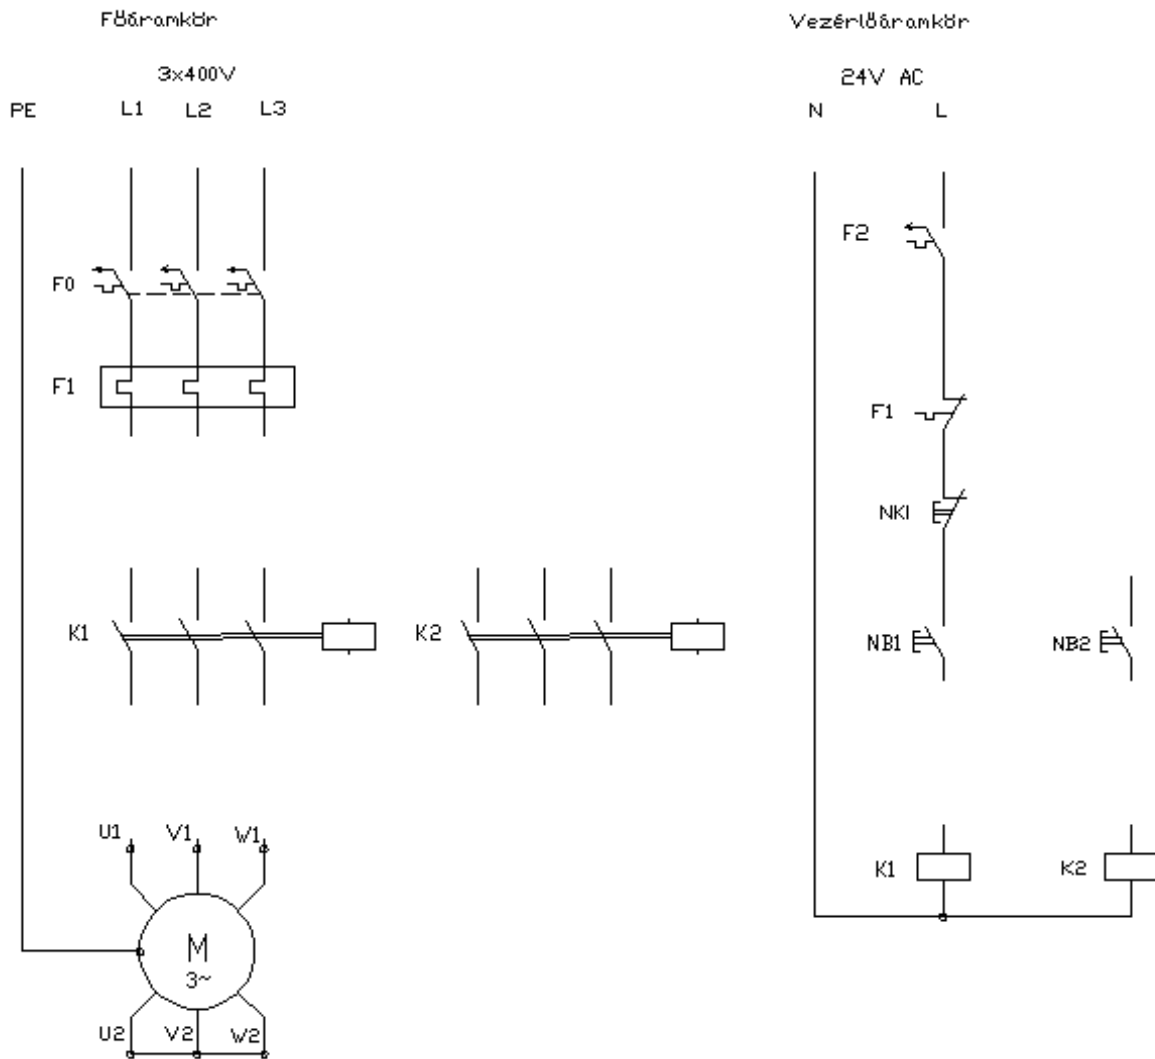 Főáramkör
Vezérlőáramkör
3x400V
24V AC
PE
L1
L2
L3
N
L
F2
F0
F1
F1
NKI
K1
K2
NB1
NB2
U1
V1
W1
K1
K2
M
3~
U2
V2
W2